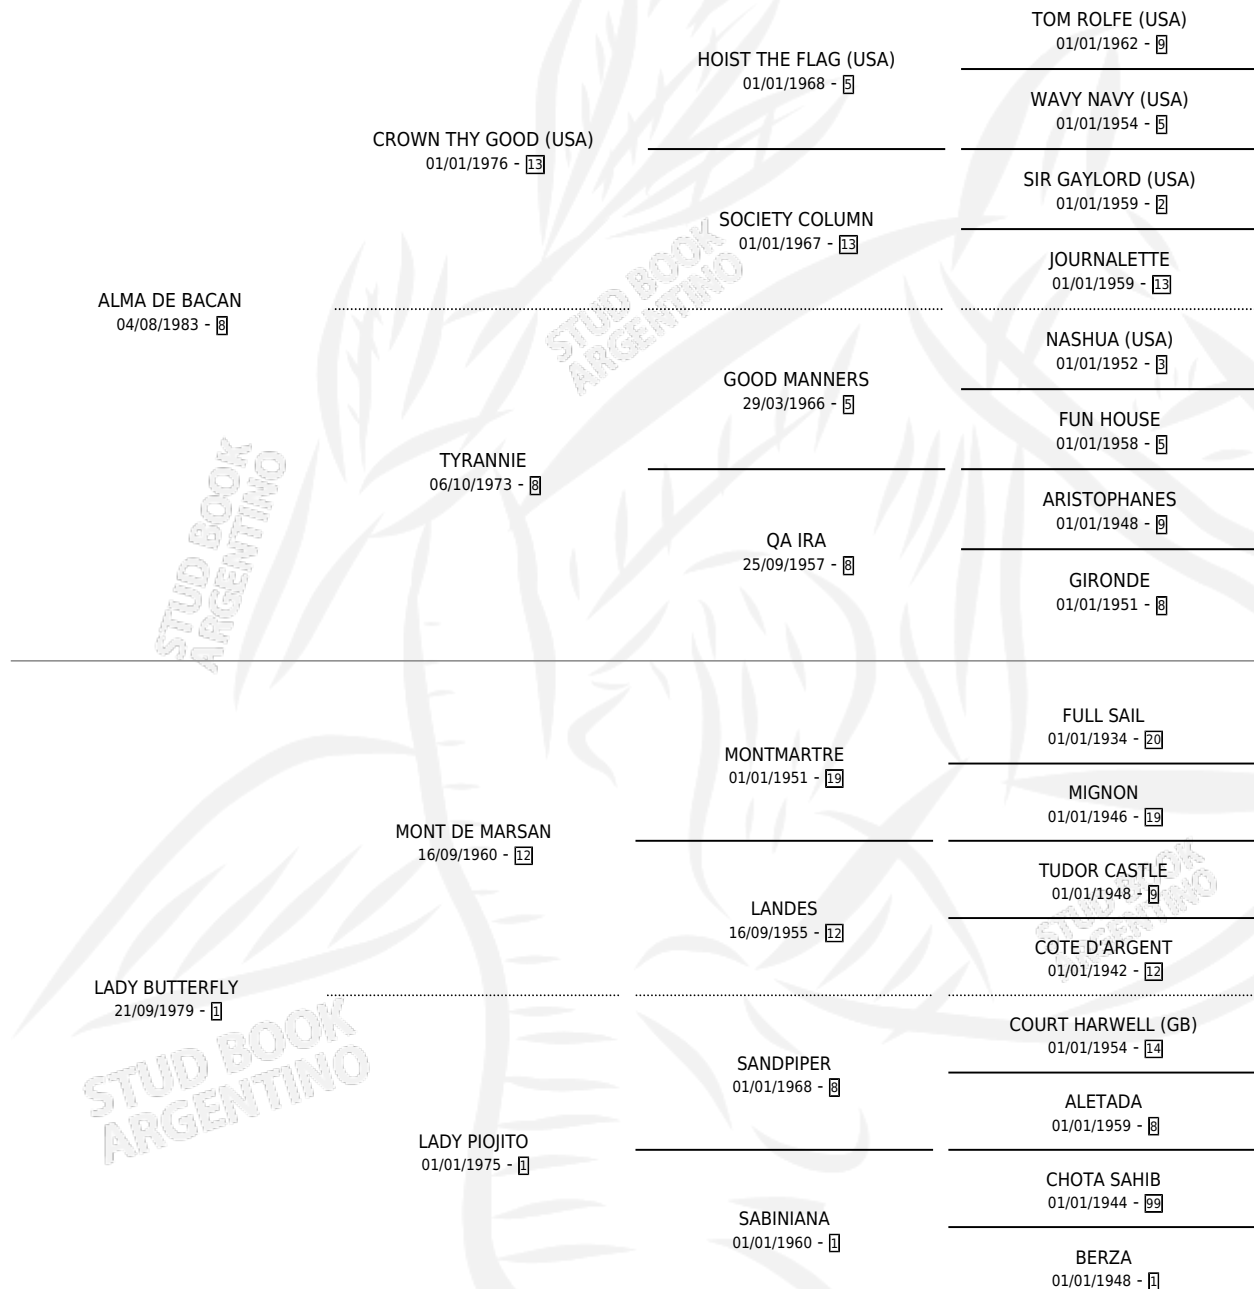 TOM ROLFE (USA)
01/01/1962 - 9
HOIST THE FLAG (USA)
01/01/1968 - 5
WAVY NAVY (USA)
01/01/1954 - 5
CROWN THY GOOD (USA)
01/01/1976 - 13
SIR GAYLORD (USA)
01/01/1959 - 2
SOCIETY COLUMN
01/01/1967 - 13
JOURNALETTE
01/01/1959 - 13
ALMA DE BACAN
04/08/1983 - 8
NASHUA (USA)
01/01/1952 - 3
GOOD MANNERS
29/03/1966 - 5
FUN HOUSE
01/01/1958 - 5
TYRANNIE
06/10/1973 - 8
ARISTOPHANES
01/01/1948 - 9
QA IRA
25/09/1957 - 8
GIRONDE
01/01/1951 - 8
FULL SAIL
01/01/1934 - 20
MONTMARTRE
01/01/1951 - 19
MIGNON
01/01/1946 - 19
MONT DE MARSAN
16/09/1960 - 12
TUDOR CASTLE
01/01/1948 - 9
LANDES
16/09/1955 - 12
COTE D'ARGENT
01/01/1942 - 12
LADY BUTTERFLY
21/09/1979 - 1
COURT HARWELL (GB)
01/01/1954 - 14
SANDPIPER
01/01/1968 - 8
ALETADA
01/01/1959 - 8
LADY PIOJITO
01/01/1975 - 1
CHOTA SAHIB
01/01/1944 - 99
SABINIANA
01/01/1960 - 1
BERZA
01/01/1948 - 1
STUD BOOK
ARGENTINO
STUD BOOK
ARGENTINO
STUD BOOK
ARGENTINO
STUD BOOK
ARGENTINO